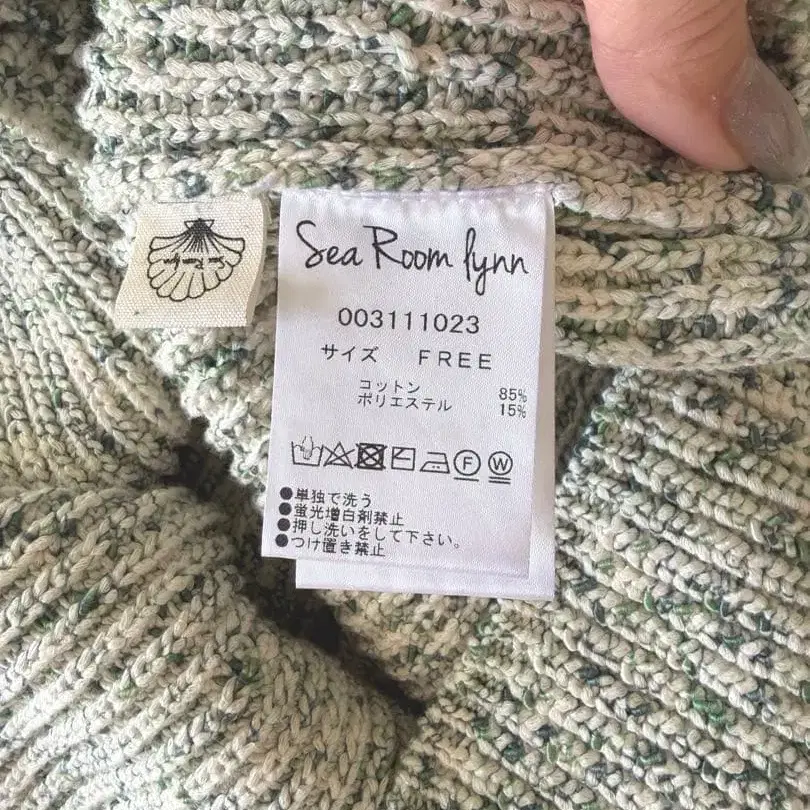 Sea Room lynn
003111023
サイズ FREE
コットン 85%
ポリエステル 15%
F W
●単独で洗う
●蛍光増白剤禁止
●押し洗いをして下さい。
●つけ置き禁止